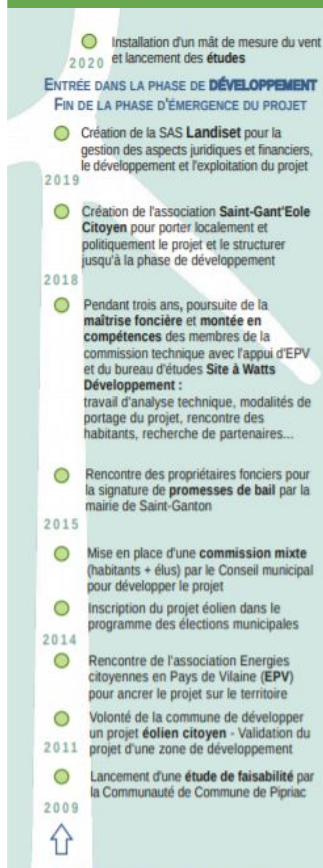 Installation d'un mât de mesure du vent
2020 et lancement des études
ENTRÉE DANS LA PHASE DE DÉVELOPPEMENT
FIN DE LA PHASE D'ÉMERGENCE DU PROJET
Création de la SAS Landiset pour la
gestion des aspects juridiques et financiers,
le développement et l'exploitation du projet
2019
Création de l'association Saint-Gant'Eole
Citoyen pour porter localement et
politiquement le projet et le structurer
jusqu'à la phase de développement
2018
Pendant trois ans, poursuite de la
maîtrise foncière et montée en
compétences des membres de la
commission technique avec l'appui d'EPV
et du bureau d'études Site à Watts
Développement :
travail d'analyse technique, modalités de
portage du projet, rencontre des
habitants, recherche de partenaires...
Rencontre des propriétaires fonciers pour
la signature de promesses de bail par la
mairie de Saint-Ganton
2015
Mise en place d'une commission mixte
(habitants + élus) par le Conseil municipal
pour développer le projet
Inscription du projet éolien dans le
programme des élections municipales
2014
Rencontre de l'association Energies
citoyennes en Pays de Vilaine (EPV)
pour ancrer le projet sur le territoire
Volonté de la commune de développer
un projet éolien citoyen - Validation du
2011 projet d'une zone de développement
Lancement d'une étude de faisabilité par
la Communauté de Commune de Pipriac
2009